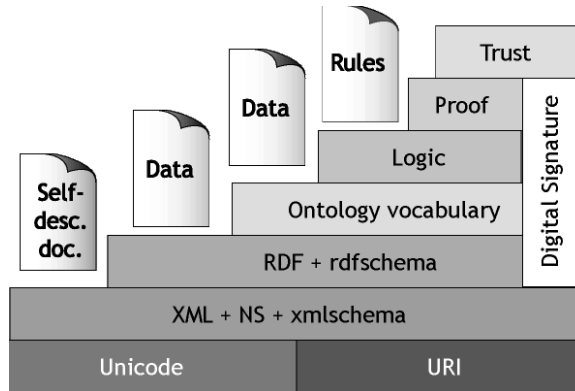 Rules
Trust
Data
Proof
Data
Logic
Self-
desc.
doc.
Ontology vocabulary
Digital Signature
RDF + rdfschema
XML + NS + xmlschema
Unicode
URI